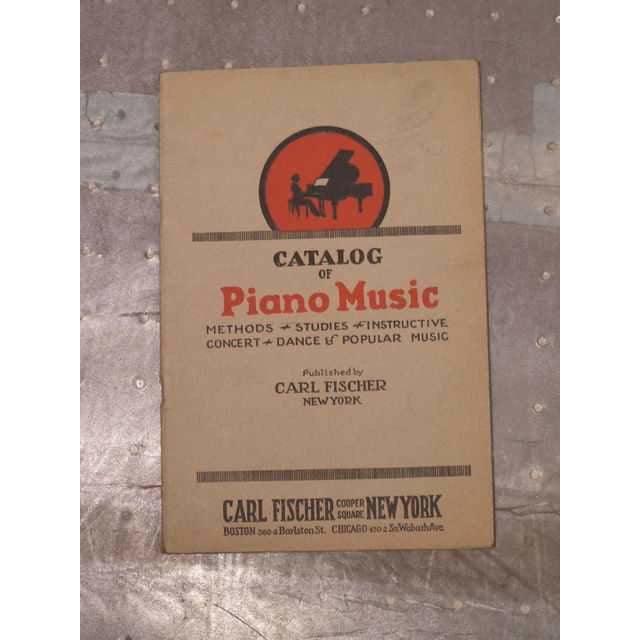 CATALOG
OF
Piano Music
METHODS ✦ STUDIES ✦ INSTRUCTIVE
CONCERT ✦ DANCE & POPULAR MUSIC
Published by
CARL FISCHER
NEW YORK
CARL FISCHER COOPER SQUARE NEW YORK
BOSTON 380-2 Boylston St. CHICAGO 430-2 So. Wabash Ave.